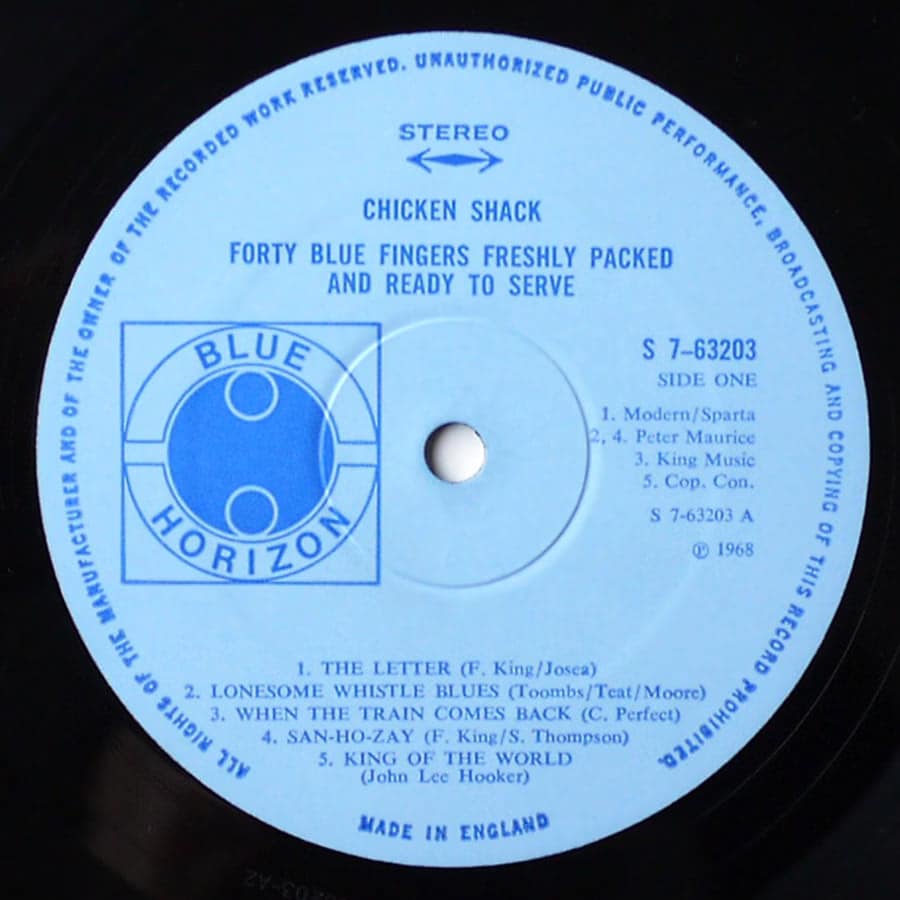 ALL RIGHTS OF THE MANUFACTURER AND OF THE OWNER OF THE RECORDED WORK RESERVED. UNAUTHORIZED PUBLIC PERFORMANCE, BROADCASTING AND COPYING OF THIS RECORD PROHIBITED.
STEREO
CHICKEN SHACK
FORTY BLUE FINGERS FRESHLY PACKED
AND READY TO SERVE
BLUE
HORIZON
S 7-63203
SIDE ONE
1. Modern/Sparta
2, 4. Peter Maurice
3. King Music
5. Cop. Con.
S 7-63203 A
℗ 1968
1. THE LETTER (F. King/Josea)
2. LONESOME WHISTLE BLUES (Toombs/Teat/Moore)
3. WHEN THE TRAIN COMES BACK (C. Perfect)
4. SAN-HO-ZAY (F. King/S. Thompson)
5. KING OF THE WORLD
(John Lee Hooker)
MADE IN ENGLAND